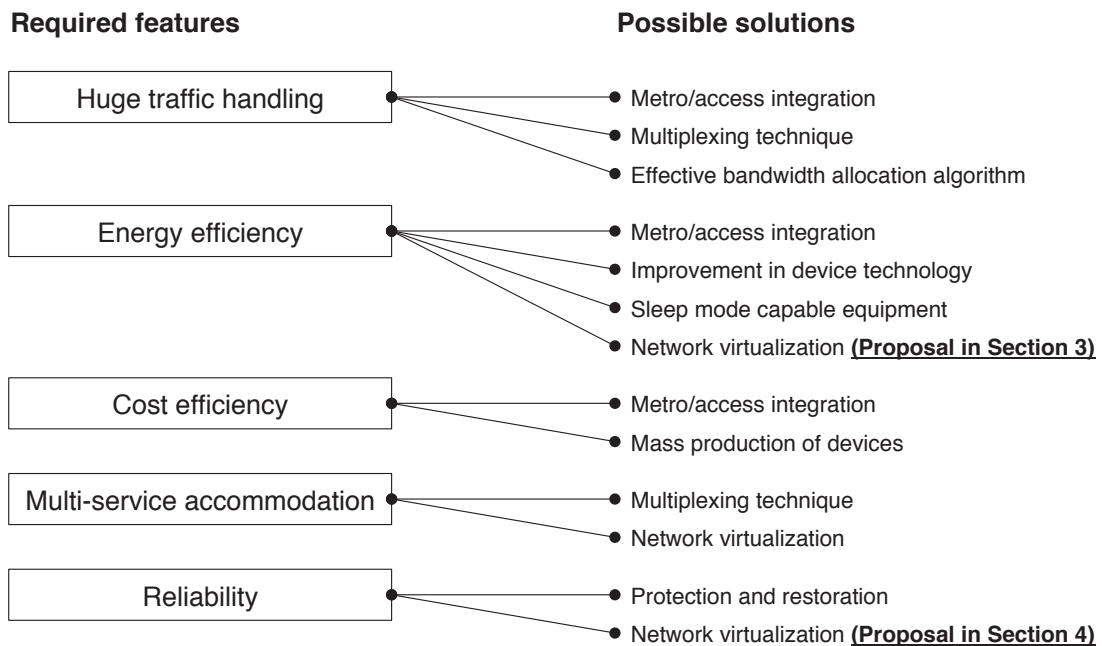 Required features
Possible solutions
Huge traffic handling
Metro/access integration
Multiplexing technique
Effective bandwidth allocation algorithm
Energy efficiency
Metro/access integration
Improvement in device technology
Sleep mode capable equipment
Network virtualization (Proposal in Section 3)
Cost efficiency
Metro/access integration
Mass production of devices
Multi-service accommodation
Multiplexing technique
Network virtualization
Reliability
Protection and restoration
Network virtualization (Proposal in Section 4)